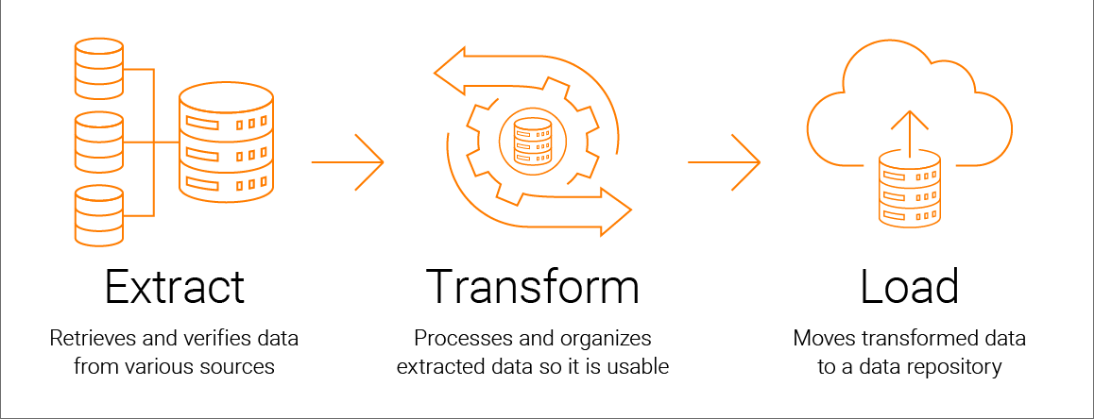 Extract
Retrieves and verifies data
from various sources
Transform
Processes and organizes
extracted data so it is usable
Load
Moves transformed data
to a data repository